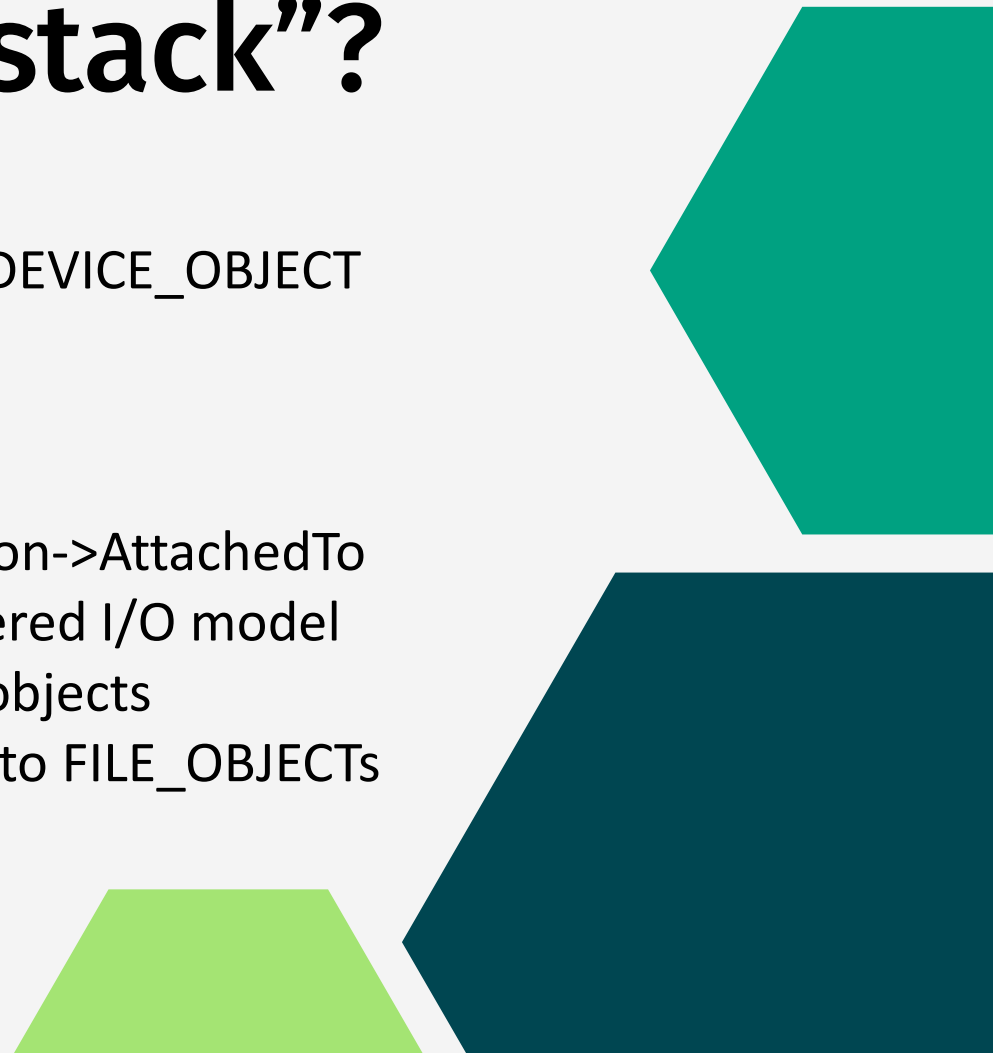 stack”?
DEVICE_OBJECT
on->AttachedTo
ered I/O model
objects
to FILE_OBJECTs